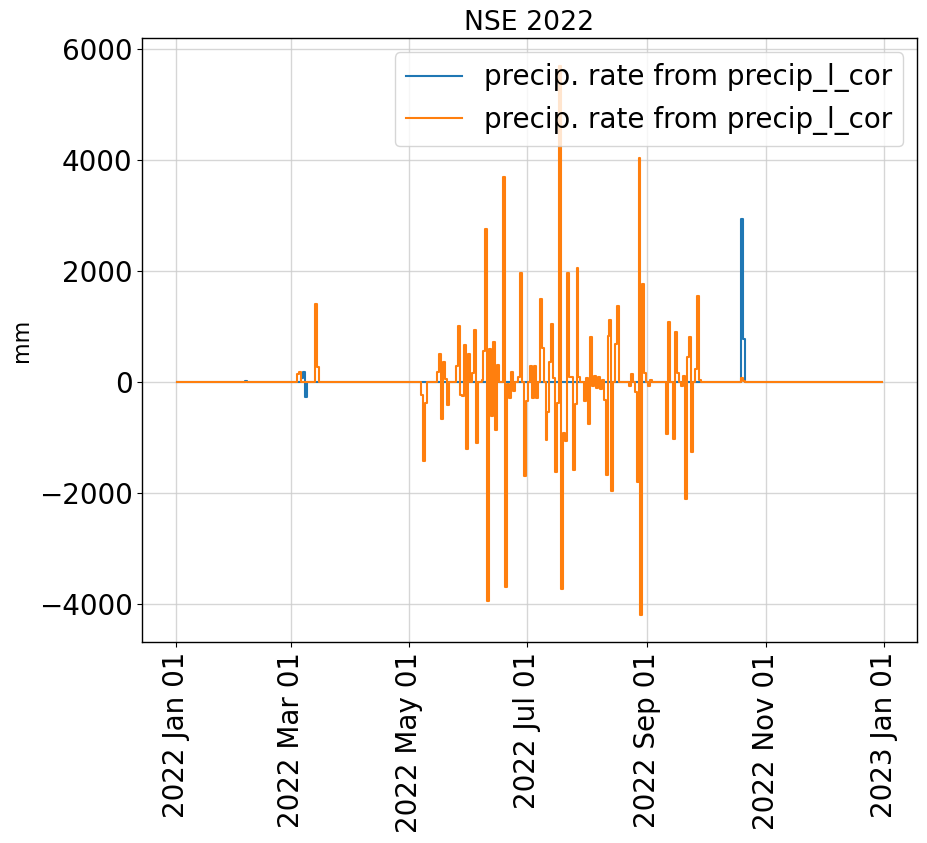 NSE 2022
precip. rate from precip_l_cor
precip. rate from precip_l_cor
mm
6000
4000
2000
0
−2000
−4000
2022 Jan 01
2022 Mar 01
2022 May 01
2022 Jul 01
2022 Sep 01
2022 Nov 01
2023 Jan 01